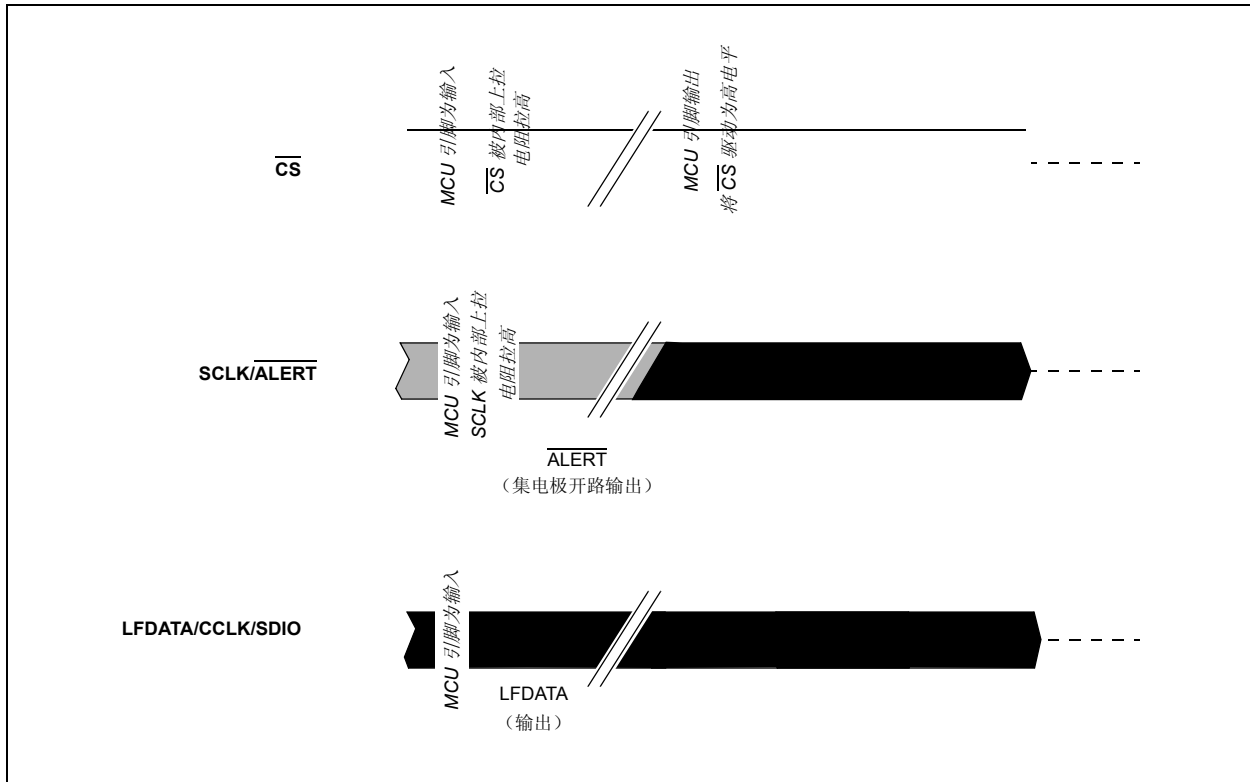 MCU 引脚为输入
CS 被内部上拉
电阻拉高
MCU 引脚输出
将 CS 驱动为高电平
CS
MCU 引脚为输入
SCLK 被内部上拉
电阻拉高
SCLK/ALERT
ALERT
（集电极开路输出）
MCU 引脚为输入
LFDATA/CCLK/SDIO
LFDATA
（输出）